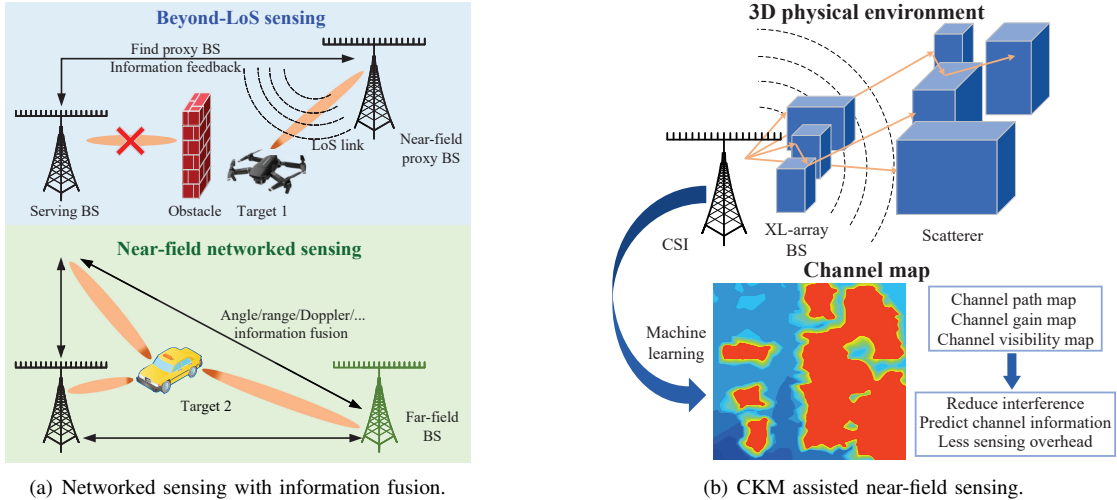 Beyond-LoS sensing
Find proxy BS
Information feedback
LoS link
Near-field
proxy BS
Serving BS
Obstacle
Target 1
Near-field networked sensing
Angle/range/Doppler/...
information fusion
Target 2
Far-field
BS
(a) Networked sensing with information fusion.
3D physical environment
CSI
XL-array
BS
Scatterer
Channel map
Machine
learning
Channel path map
Channel gain map
Channel visibility map
Reduce interference
Predict channel information
Less sensing overhead
(b) CKM assisted near-field sensing.